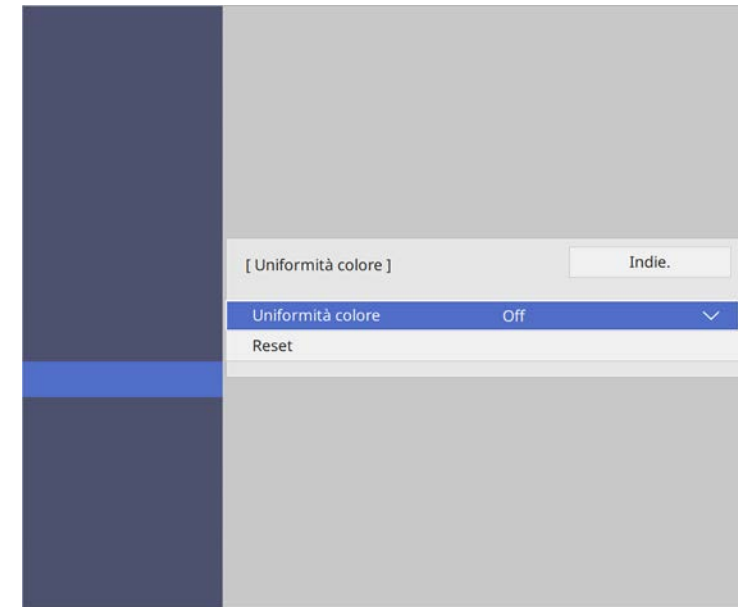 [ Uniformità colore ]
Indie.
Uniformità colore Off
Reset